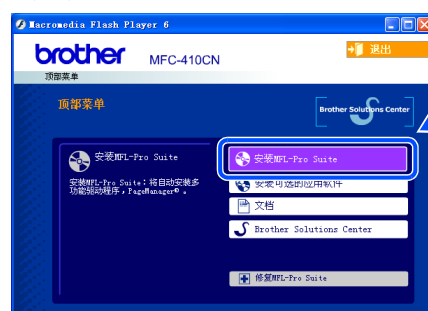 Macromedia Flash Player 6
brother MFC-410CN
退出
顶部菜单
顶部菜单
Brother Solutions Center
安装MFL-Pro Suite
安装MFL-Pro Suite：将自动安装多
功能驱动程序，PageManager®。
安装MFL-Pro Suite
安装可选的应用软件
文档
Brother Solutions Center
修复MFL-Pro Suite